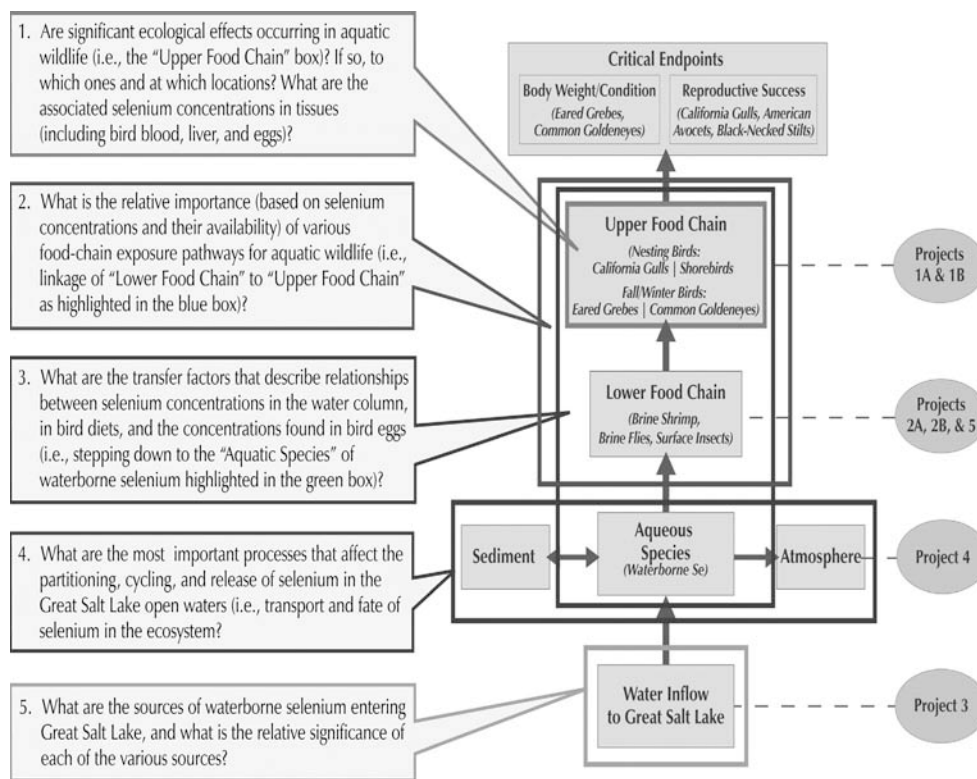 1. Are significant ecological effects occurring in aquatic
wildlife (i.e., the “Upper Food Chain” box)? If so, to
which ones and at which locations? What are the
associated selenium concentrations in tissues
(including bird blood, liver, and eggs)?
2. What is the relative importance (based on selenium
concentrations and their availability) of various
food-chain exposure pathways for aquatic wildlife (i.e.,
linkage of “Lower Food Chain” to “Upper Food Chain”
as highlighted in the blue box)?
3. What are the transfer factors that describe relationships
between selenium concentrations in the water column,
in bird diets, and the concentrations found in bird eggs
(i.e., stepping down to the “Aquatic Species” of
waterborne selenium highlighted in the green box)?
4. What are the most important processes that affect the
partitioning, cycling, and release of selenium in the
Great Salt Lake open waters (i.e., transport and fate of
selenium in the ecosystem?
5. What are the sources of waterborne selenium entering
Great Salt Lake, and what is the relative significance of
each of the various sources?
Critical Endpoints
Body Weight/Condition
(Eared Grebes,
Common Goldeneyes)
Reproductive Success
(California Gulls, American
Avocets, Black-Necked Stilts)
Upper Food Chain
(Nesting Birds:
California Gulls | Shorebirds
Fall/Winter Birds:
Eared Grebes | Common Goldeneyes)
Projects
1A & 1B
Lower Food Chain
(Brine Shrimp,
Brine Flies, Surface Insects)
Projects
2A, 2B, & 5
Sediment
Aqueous
Species
(Waterborne Se)
Atmosphere
Project 4
Water Inflow
to Great Salt Lake
Project 3